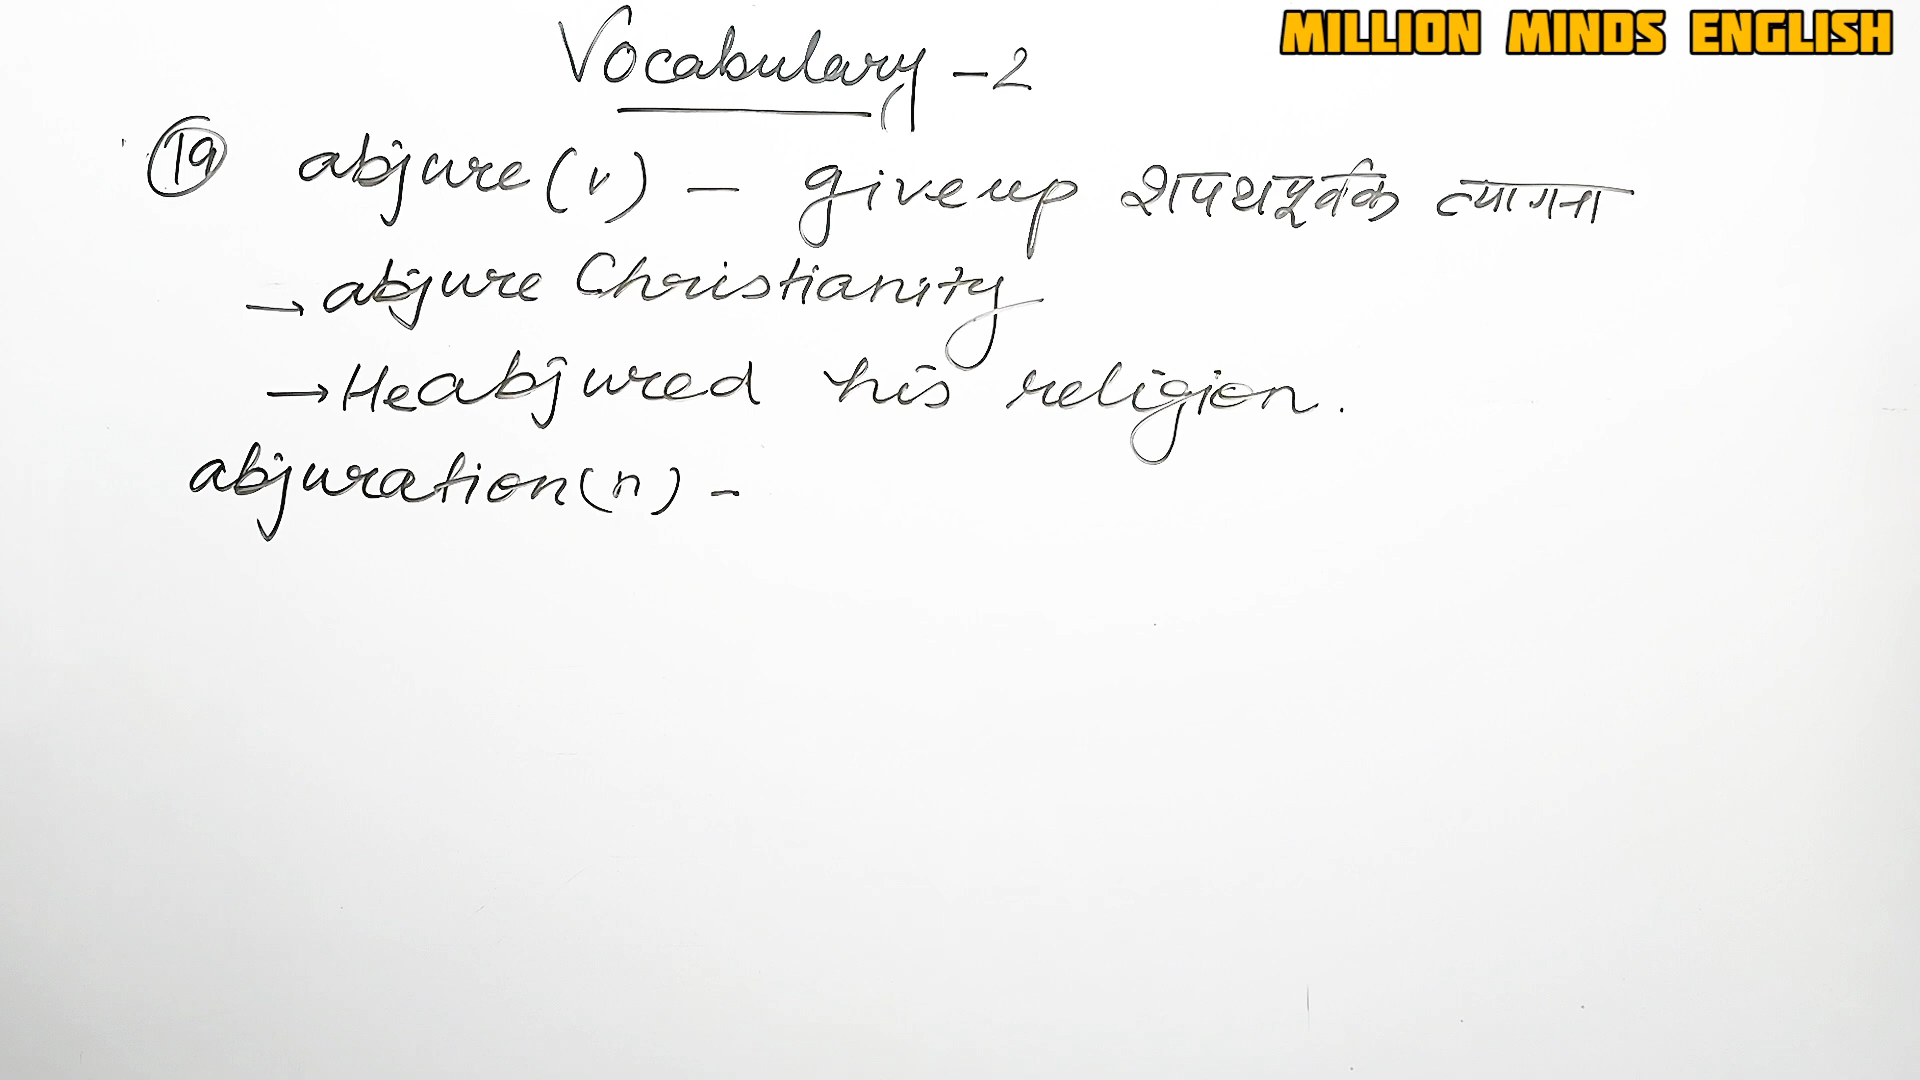 MILLION MINDS ENGLISH
Vocabulary -2
19 abjure (v) - give up शपथपूर्वक त्यागना
→ abjure Christianity
→ He abjured his religion.
abjuration (n) -